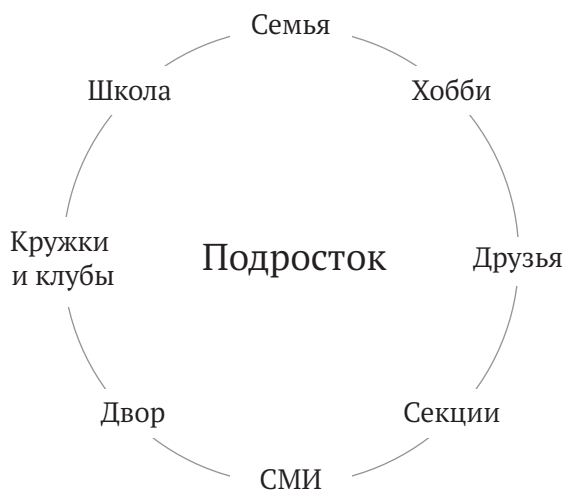 Семья
Школа
Хобби
Кружки
и клубы
Подросток
Друзья
Двор
Секции
СМИ